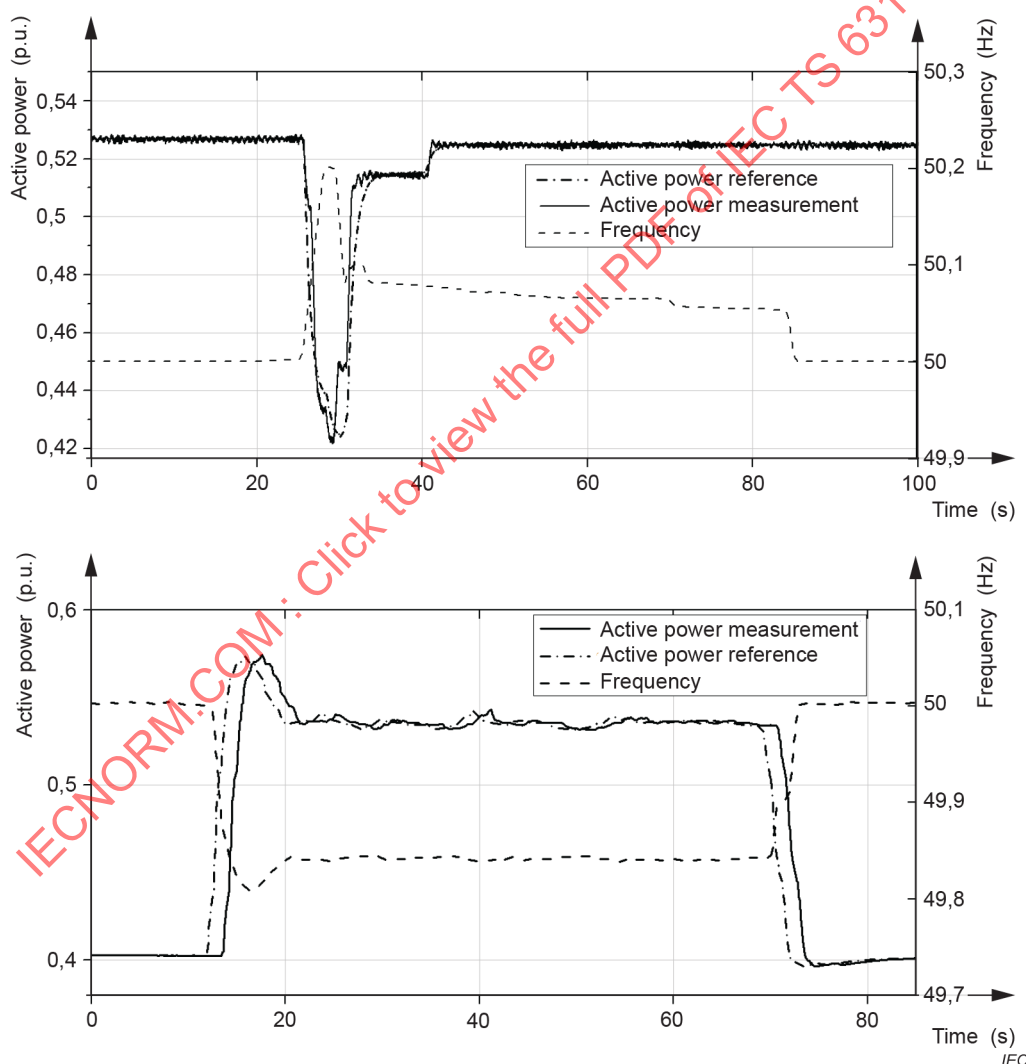 Active power (p.u.)
Frequency (Hz)
0,54
0,52
0,5
0,48
0,46
0,44
0,42
50,3
50,2
50,1
50
49,9
Active power reference
Active power measurement
Frequency
0
20
40
60
80
100
Time (s)
Active power (p.u.)
Frequency (Hz)
0,6
0,5
0,4
50,1
50
49,9
49,8
49,7
Active power measurement
Active power reference
Frequency
0
20
40
60
80
Time (s)
IEC
IECNORM.COM : Click to view the full PDF of IEC TS 631